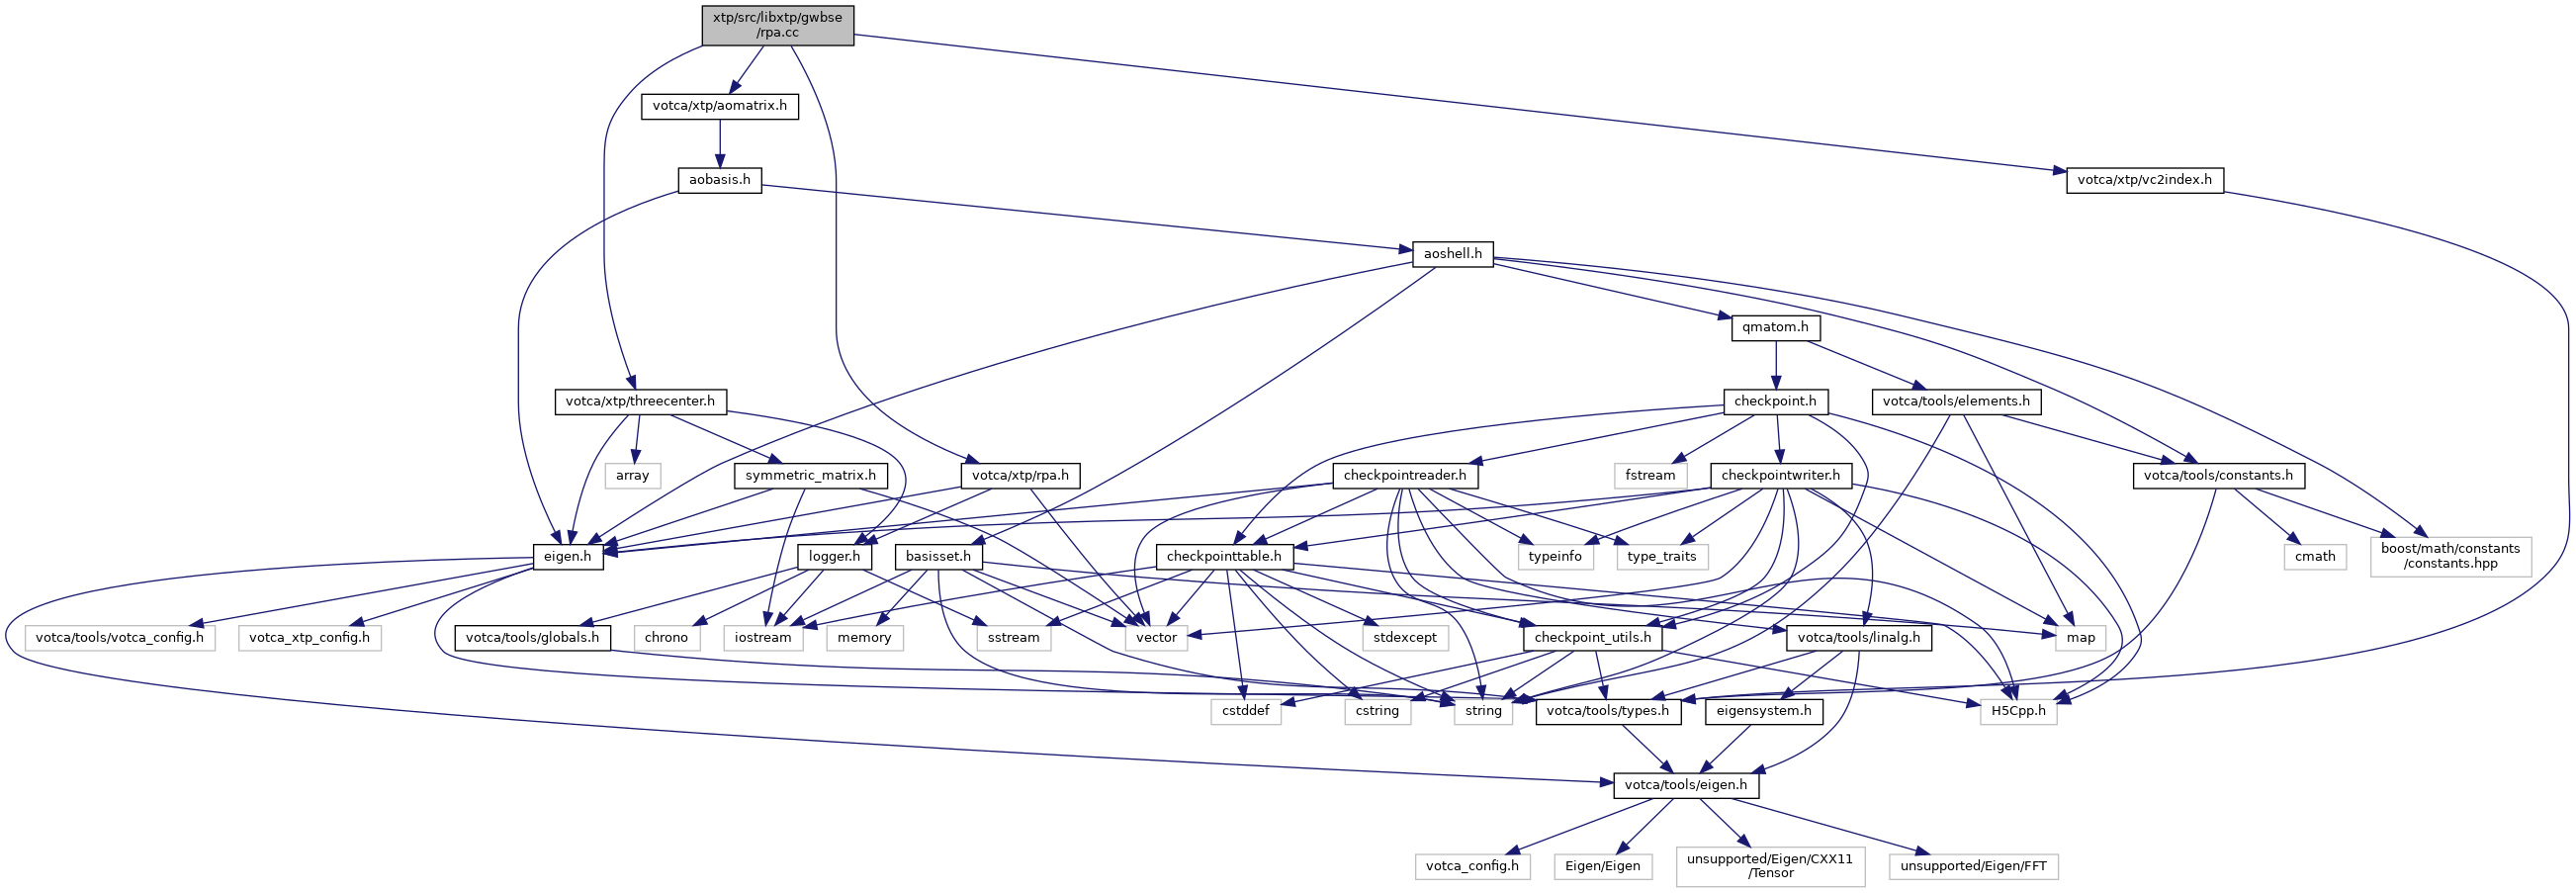 xtp/src/libxtp/gwbse
/rpa.cc
votca/xtp/aomatrix.h
aobasis.h
votca/xtp/vc2index.h
aoshell.h
qmatom.h
votca/xtp/threecenter.h
checkpoint.h
votca/tools/elements.h
array
symmetric_matrix.h
votca/xtp/rpa.h
checkpointreader.h
fstream
checkpointwriter.h
votca/tools/constants.h
eigen.h
logger.h
basisset.h
checkpointtable.h
typeinfo
type_traits
cmath
boost/math/constants
/constants.hpp
votca/tools/votca_config.h
votca_xtp_config.h
votca/tools/globals.h
chrono
iostream
memory
sstream
vector
stdexcept
checkpoint_utils.h
votca/tools/linalg.h
map
cstddef
cstring
string
votca/tools/types.h
eigensystem.h
H5Cpp.h
votca/tools/eigen.h
votca_config.h
Eigen/Eigen
unsupported/Eigen/CXX11
/Tensor
unsupported/Eigen/FFT